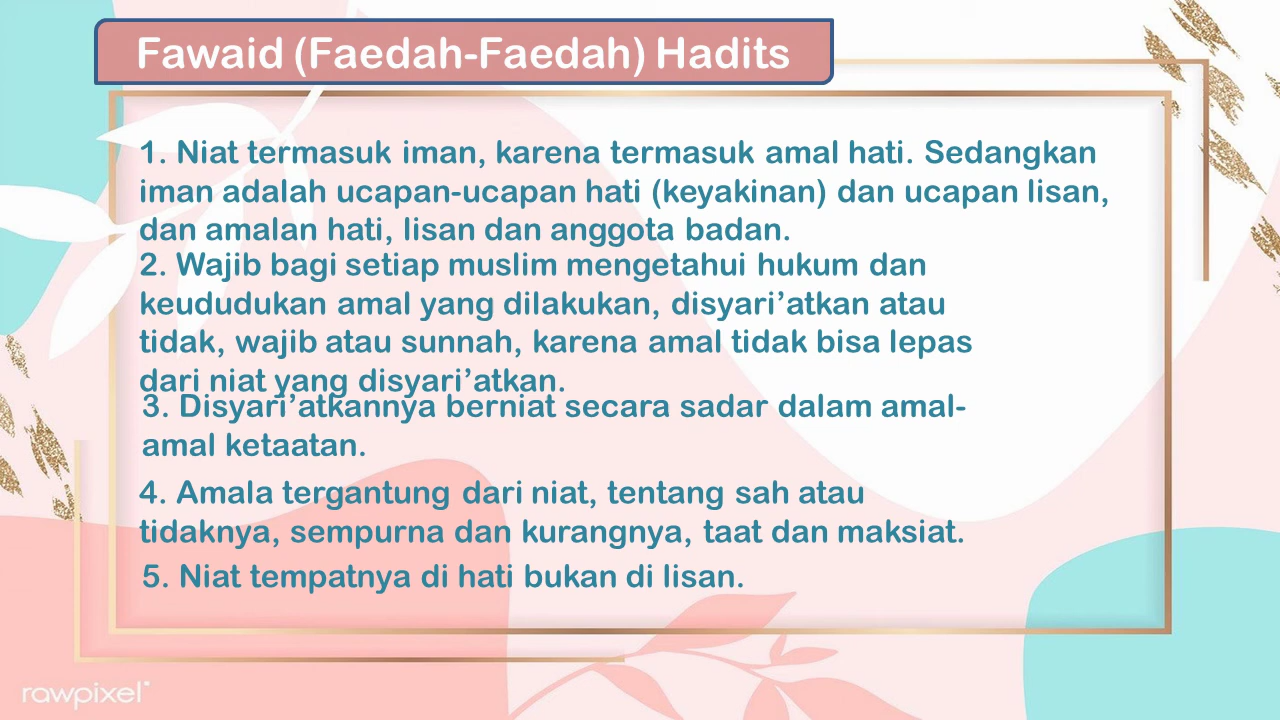 Fawaid (Faedah-Faedah) Hadits
1. Niat termasuk iman, karena termasuk amal hati. Sedangkan
iman adalah ucapan-ucapan hati (keyakinan) dan ucapan lisan,
dan amalan hati, lisan dan anggota badan.
2. Wajib bagi setiap muslim mengetahui hukum dan
keududukan amal yang dilakukan, disyari’atkan atau
tidak, wajib atau sunnah, karena amal tidak bisa lepas
dari niat yang disyari’atkan.
3. Disyari’atkannya berniat secara sadar dalam amal-
amal ketaatan.
4. Amala tergantung dari niat, tentang sah atau
tidaknya, sempurna dan kurangnya, taat dan maksiat.
5. Niat tempatnya di hati bukan di lisan.
rawpixel